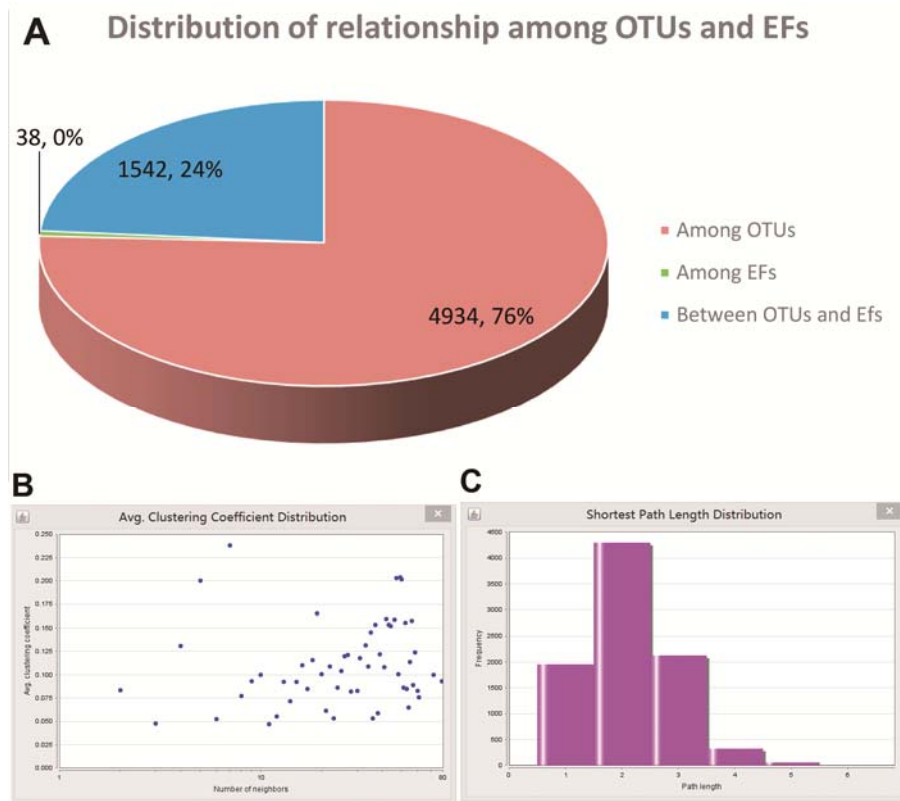 A
Distribution of relationship among OTUs and EFs
38, 0%
1542, 24%
4934, 76%
Among OTUs
Among EFs
Between OTUs and Efs
B
Avg. Clustering Coefficient Distribution
0.250
0.225
0.200
0.175
0.150
0.125
0.100
0.075
0.050
0.025
0.000
Avg. clustering coefficient
1
10
80
Number of neighbors
C
Shortest Path Length Distribution
4500
4000
3500
3000
2500
2000
1500
1000
500
0
Frequency
0
1
2
3
4
5
6
Path length